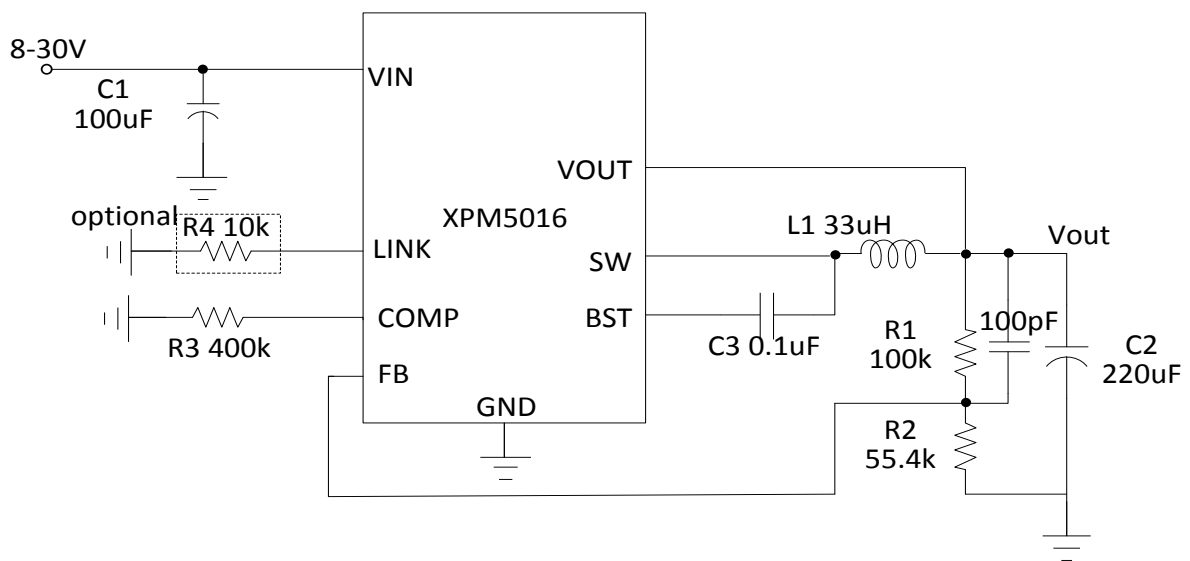 8-30V
C1
100uF
VIN
VOUT
optional
R4 10k
XPM5016
LINK
L1 33uH
Vout
SW
COMP
BST
R3 400k
C3 0.1uF
R1
100k
100pF
C2
220uF
FB
GND
R2
55.4k